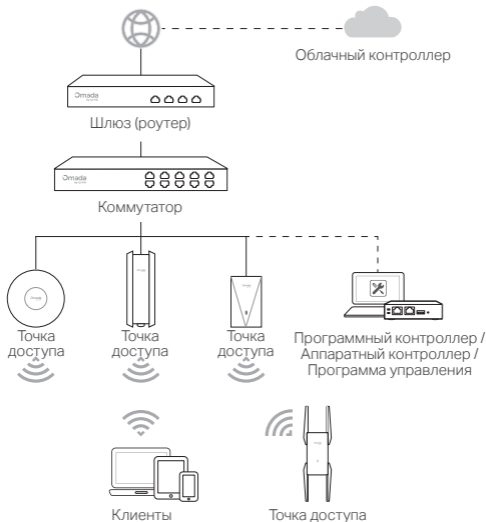 Облачный контроллер
Omada
Шлюз (роутер)
Omada
Коммутатор
Точка
доступа
Точка
доступа
Точка
доступа
Программный контроллер /
Аппаратный контроллер /
Программа управления
Клиенты
Точка доступа